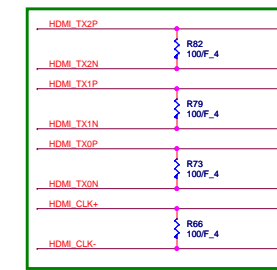 HDMI_TX2P
R82
100/F_4
HDMI_TX2N
HDMI_TX1P
R79
100/F_4
HDMI_TX1N
HDMI_TX0P
R73
100/F_4
HDMI_TX0N
HDMI_CLK+
R66
100/F_4
HDMI_CLK-